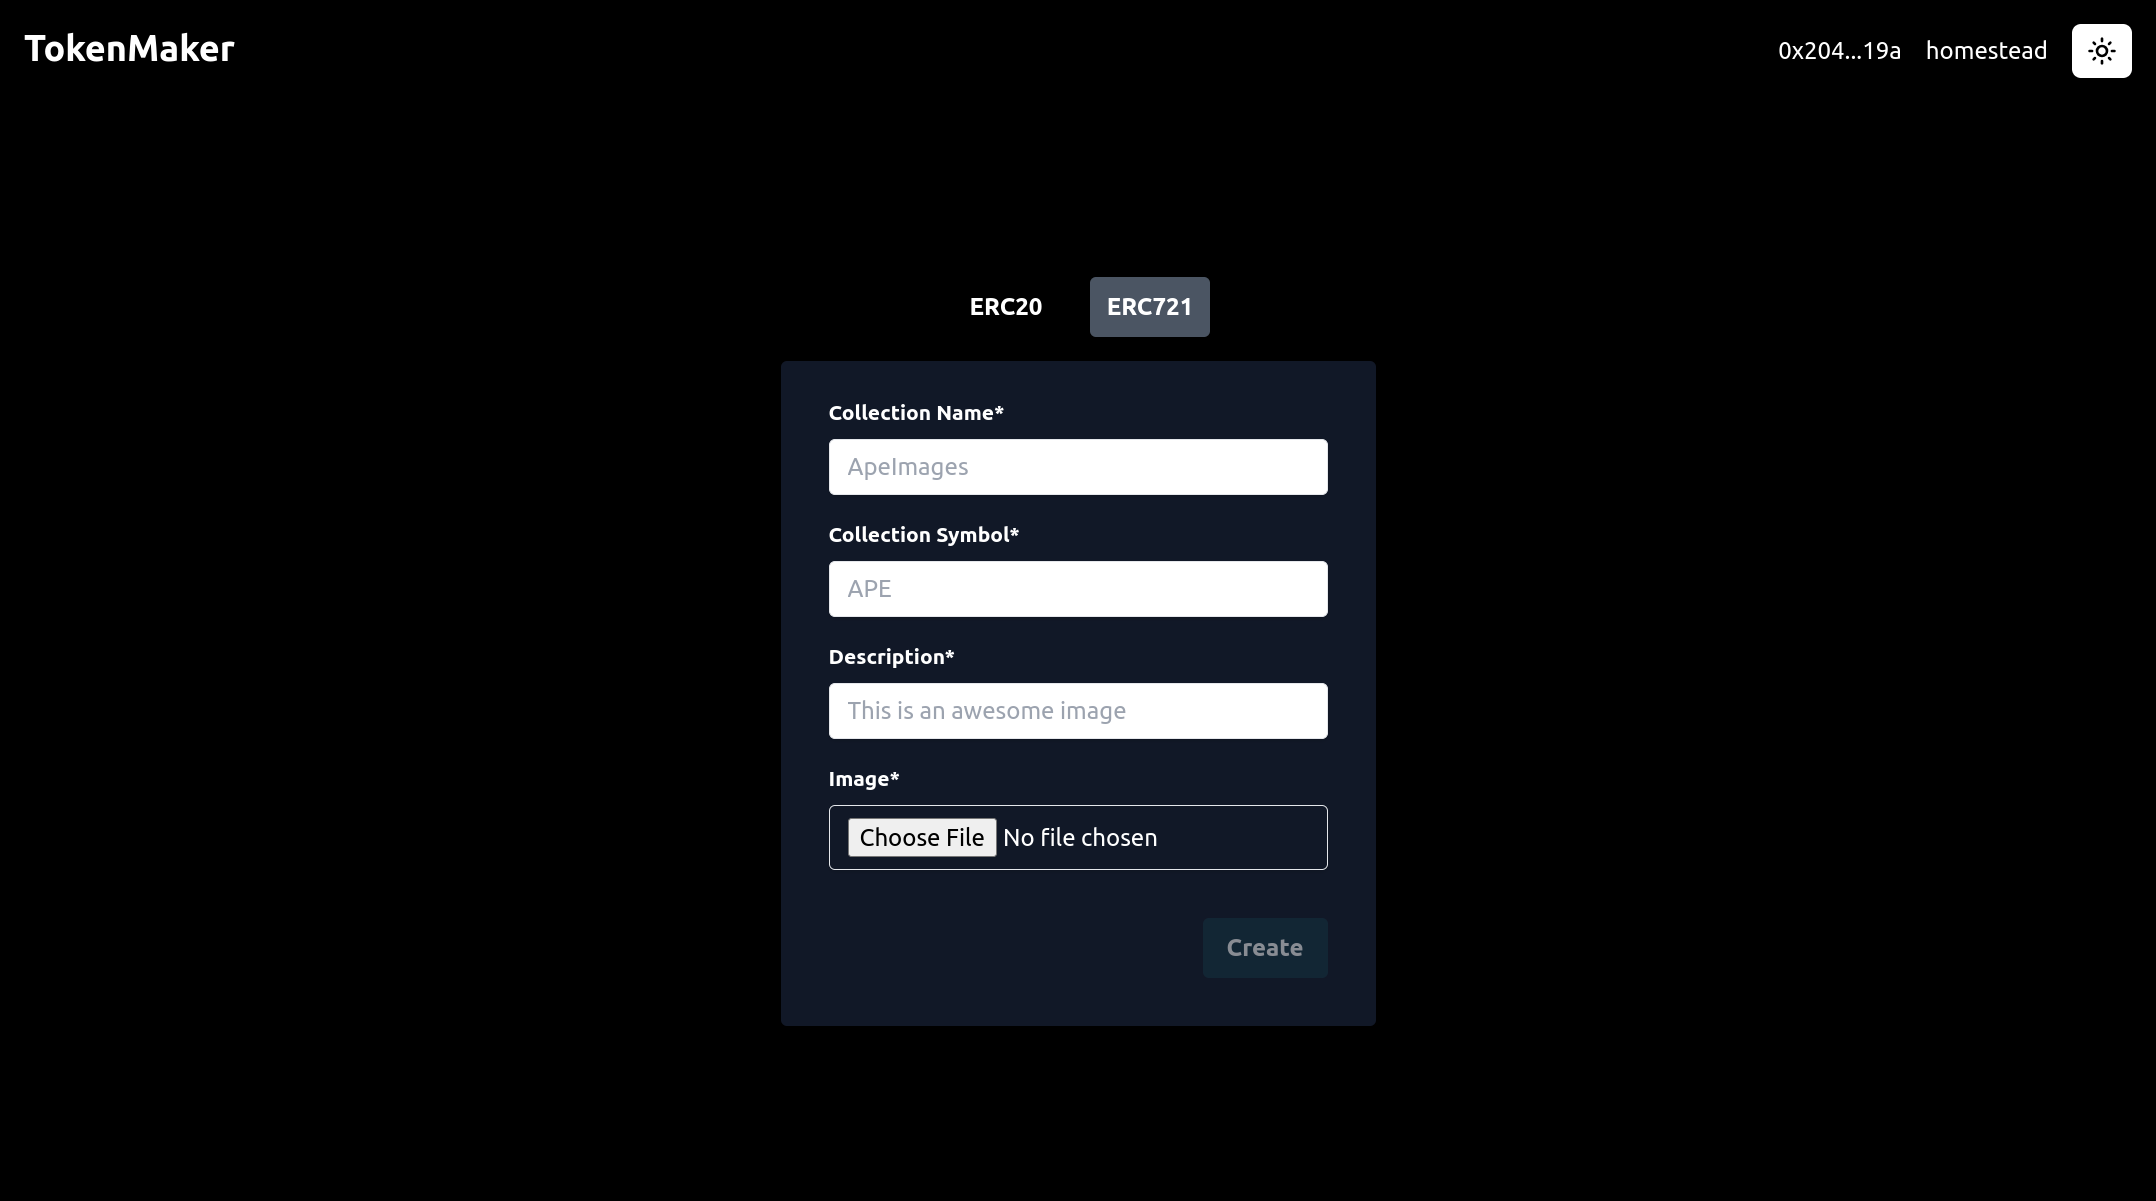 TokenMaker
0x204...19a homestead
ERC20 ERC721
Collection Name*
ApeImages
Collection Symbol*
APE
Description*
This is an awesome image
Image*
Choose File No file chosen
Create